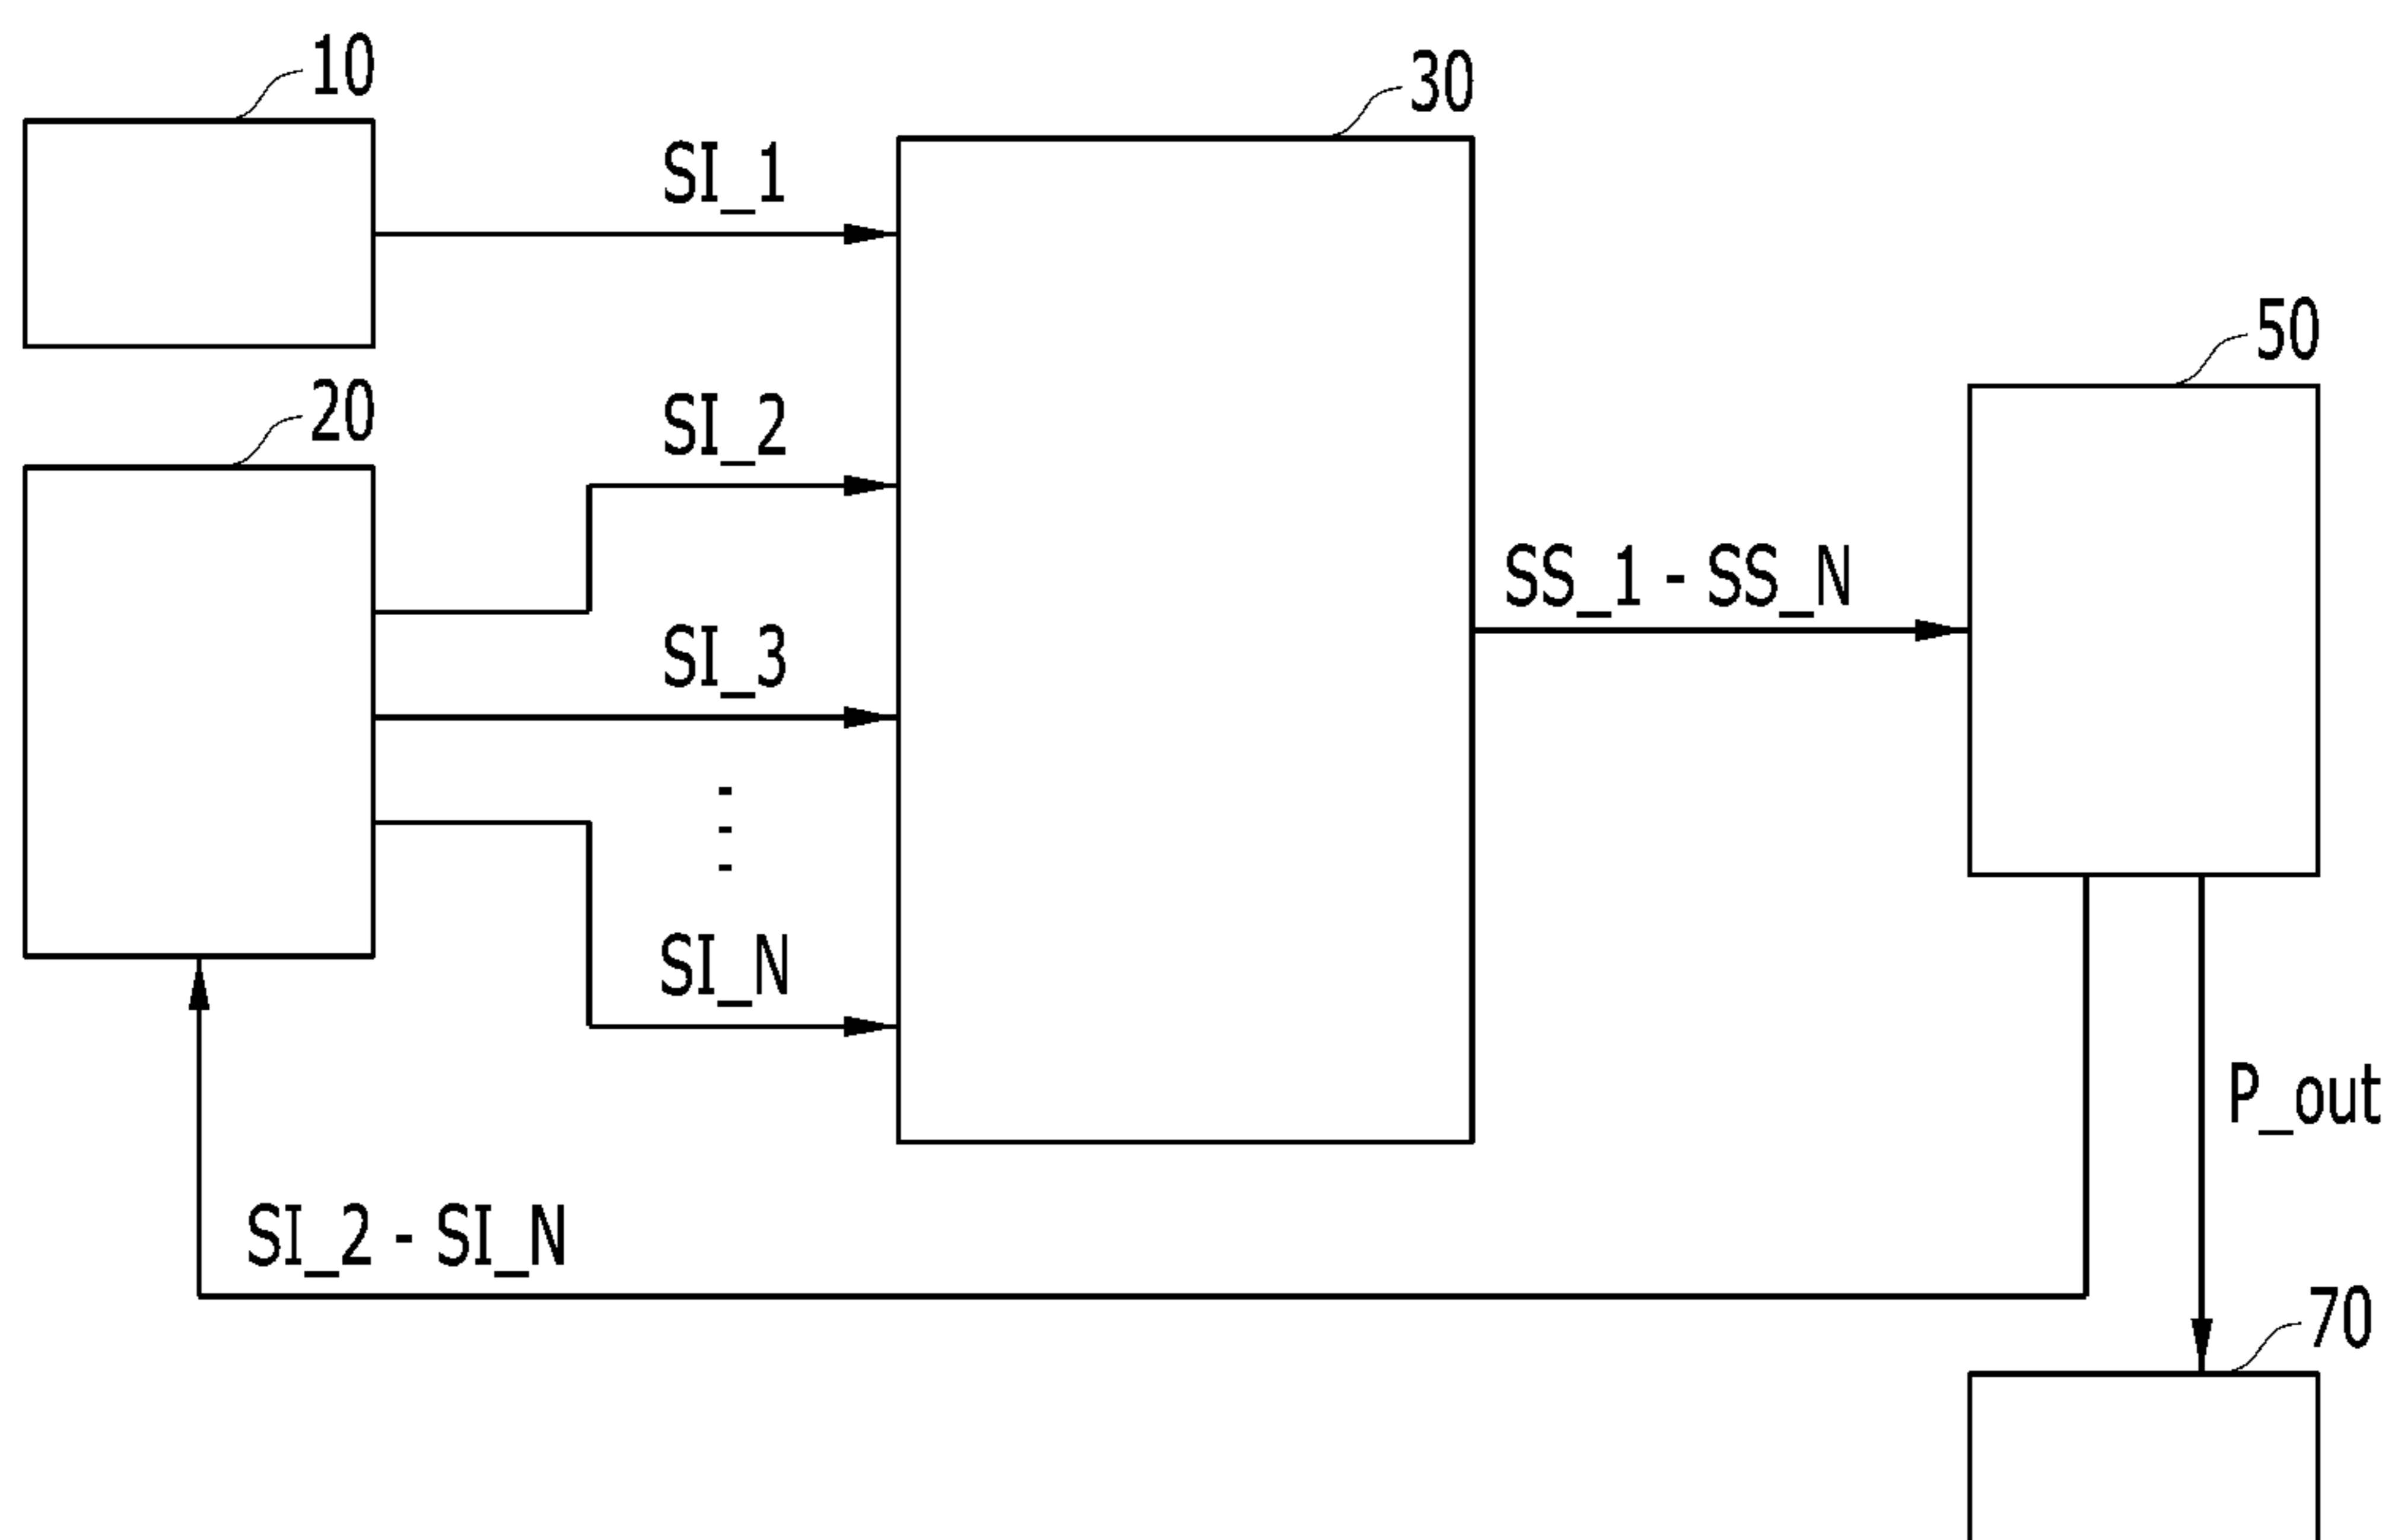 10
30
SI_1
50
20
SI_2
SS_1 - SS_N
SI_3
SI_N
P_out
SI_2 - SI_N
70